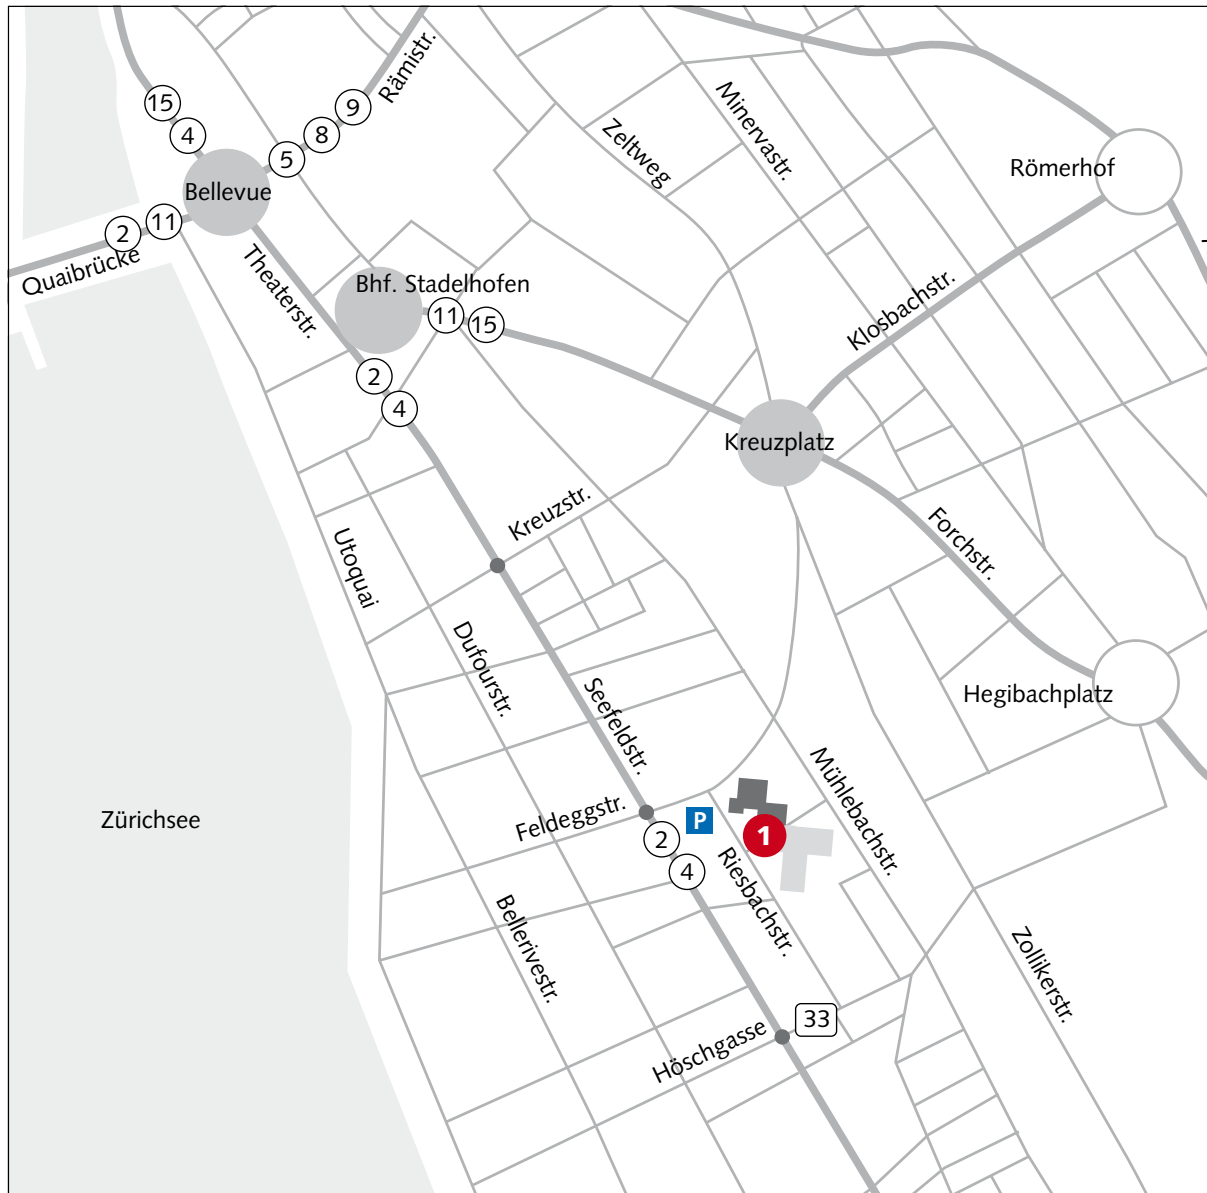 Rämistr.
15
9
4
8
5
Minervastr.
Zeltweg
Römerhof
Bellevue
11
2
Quaibrücke
Theaterstr.
Bhf. Stadelhofen
11
15
Klosbachstr.
2
4
Kreuzplatz
Kreuzstr.
Forchstr.
Utoquai
Dufourstr.
Seefeldstr.
Hegibachplatz
Mühlebachstr.
Zürichsee
Feldeggstr.
P
1
2
4
Riesbachstr.
Bellerivestr.
Zollikerstr.
33
Höschgasse